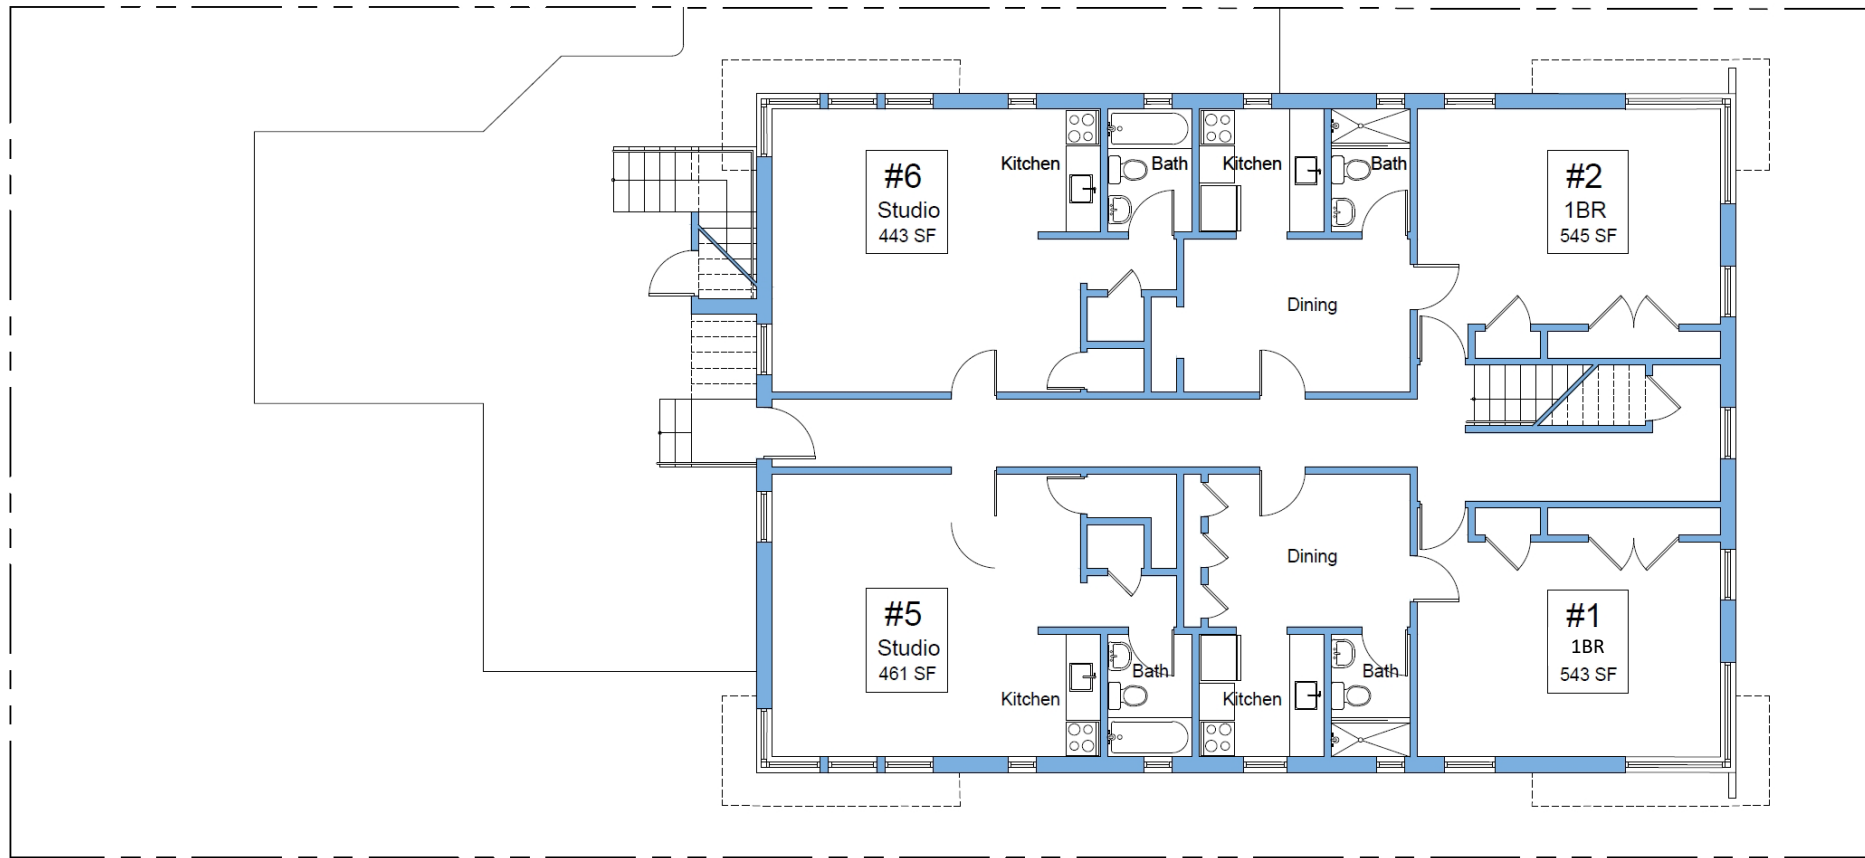 Kitchen
Bath
Kitchen
Bath
#6
Studio
443 SF
#2
1BR
545 SF
Dining
Dining
#5
Studio
461 SF
#1
1BR
543 SF
Kitchen
Bath
Kitchen
Bath